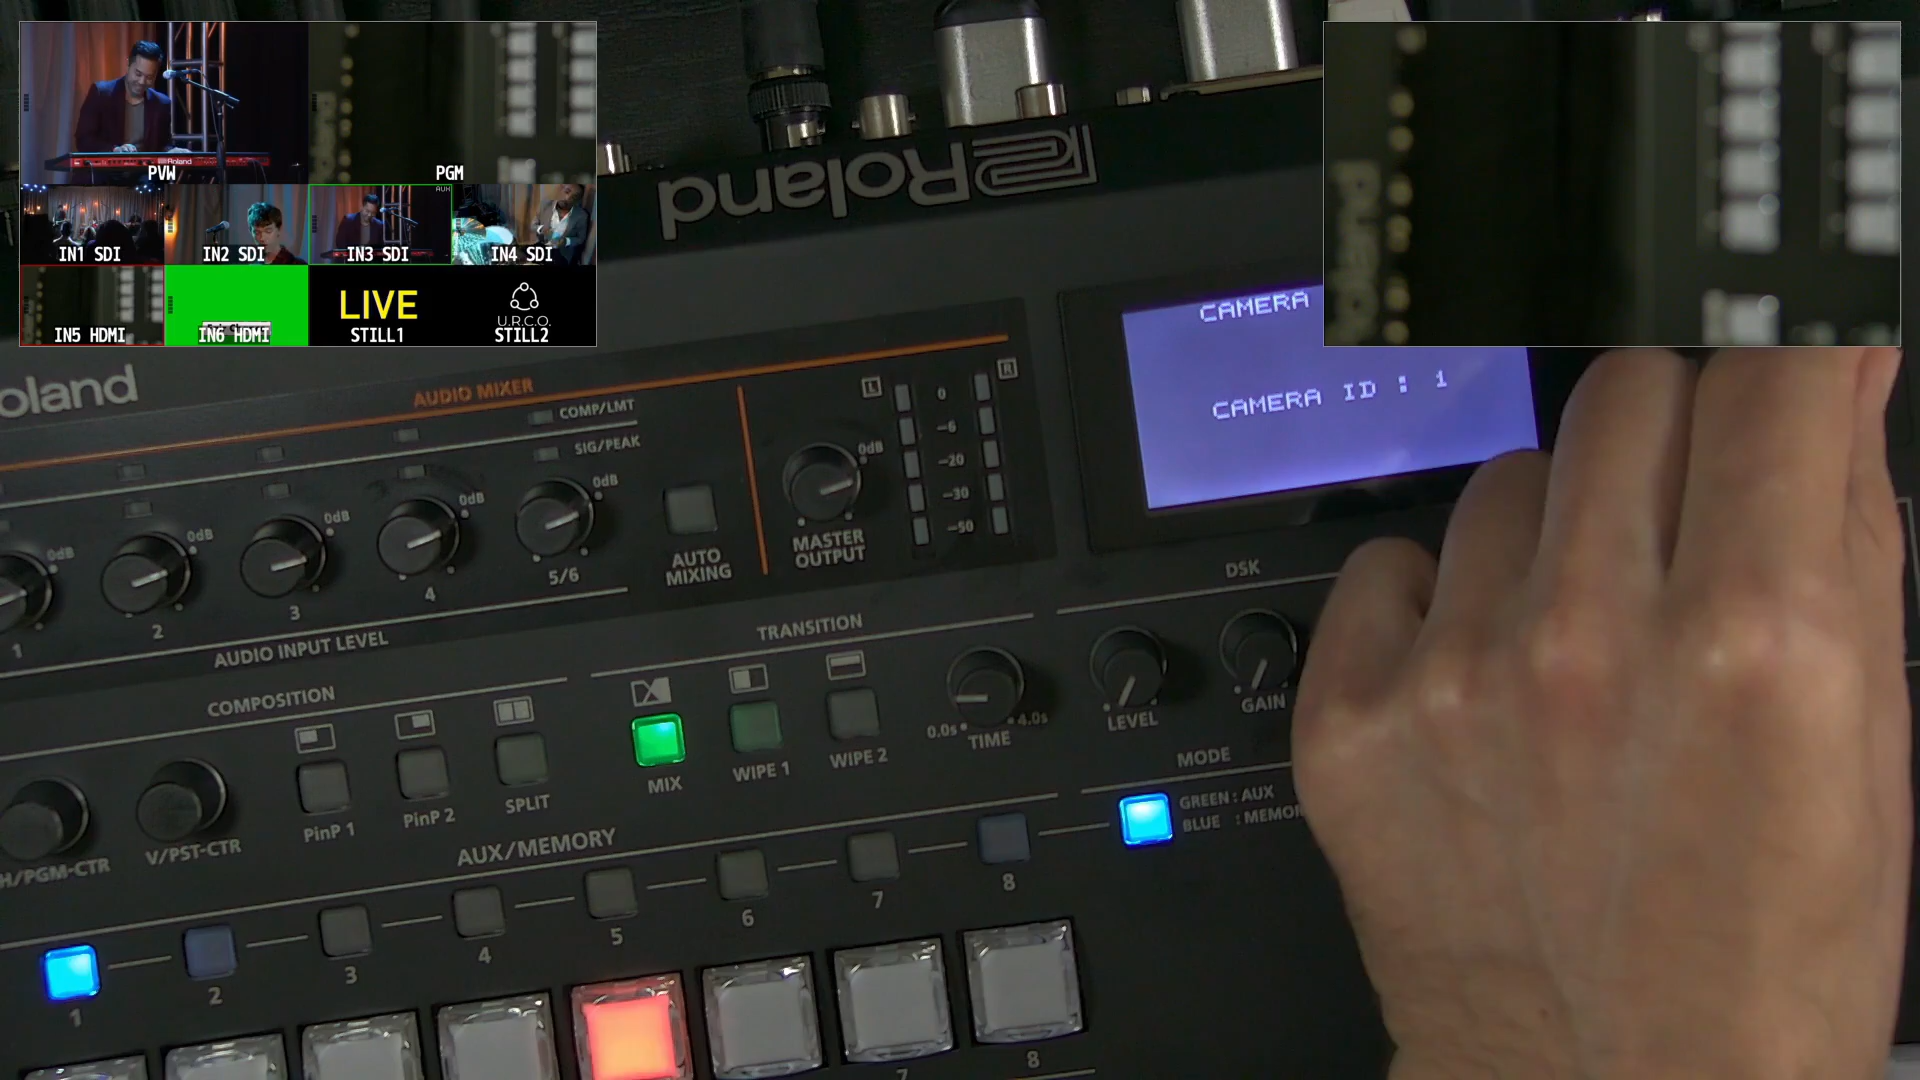 PVW
PGM
AUX
IN1 SDI
IN2 SDI
IN3 SDI
IN4 SDI
IN5 HDMI
IN6 HDMI
LIVE
STILL1
U.R.C.O.
STILL2
Roland
Roland
CAMERA
CAMERA ID : 1
oland
AUDIO MIXER
COMP/LMT
SIG/PEAK
0dB
0dB
0dB
0dB
0dB
1
2
3
4
5/6
AUDIO INPUT LEVEL
AUTO
MIXING
0dB
MASTER
OUTPUT
L
R
0
-6
-20
-30
-50
COMPOSITION
H/PGM-CTR
V/PST-CTR
PinP 1
PinP 2
SPLIT
TRANSITION
MIX
WIPE 1
WIPE 2
0.0s
4.0s
TIME
DSK
LEVEL
GAIN
MODE
GREEN : AUX
BLUE : MEMOR
AUX/MEMORY
1
2
3
4
5
6
7
8
7
8